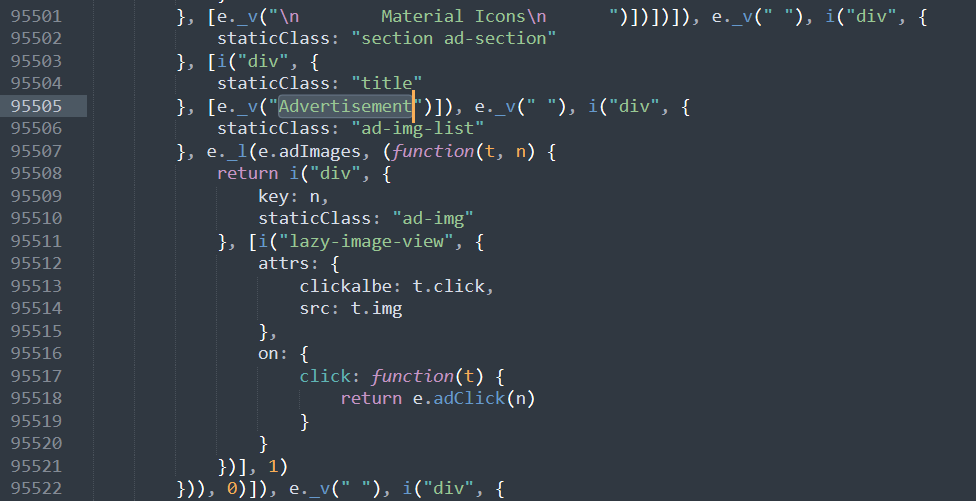 95501 }, [e._v("\n        Material Icons\n      ")])])]), e._v(" "), i("div", {
95502 staticClass: "section ad-section"
95503 }, [i("div", {
95504 staticClass: "title"
95505 }, [e._v("Advertisement")]), e._v(" "), i("div", {
95506 staticClass: "ad-img-list"
95507 }, e._l(e.adImages, (function(t, n) {
95508 return i("div", {
95509 key: n,
95510 staticClass: "ad-img"
95511 }, [i("lazy-image-view", {
95512 attrs: {
95513 clickalbe: t.click,
95514 src: t.img
95515 },
95516 on: {
95517 click: function(t) {
95518 return e.adClick(n)
95519 }
95520 }
95521 })], 1)
95522 })), 0)]), e._v(" "), i("div", {